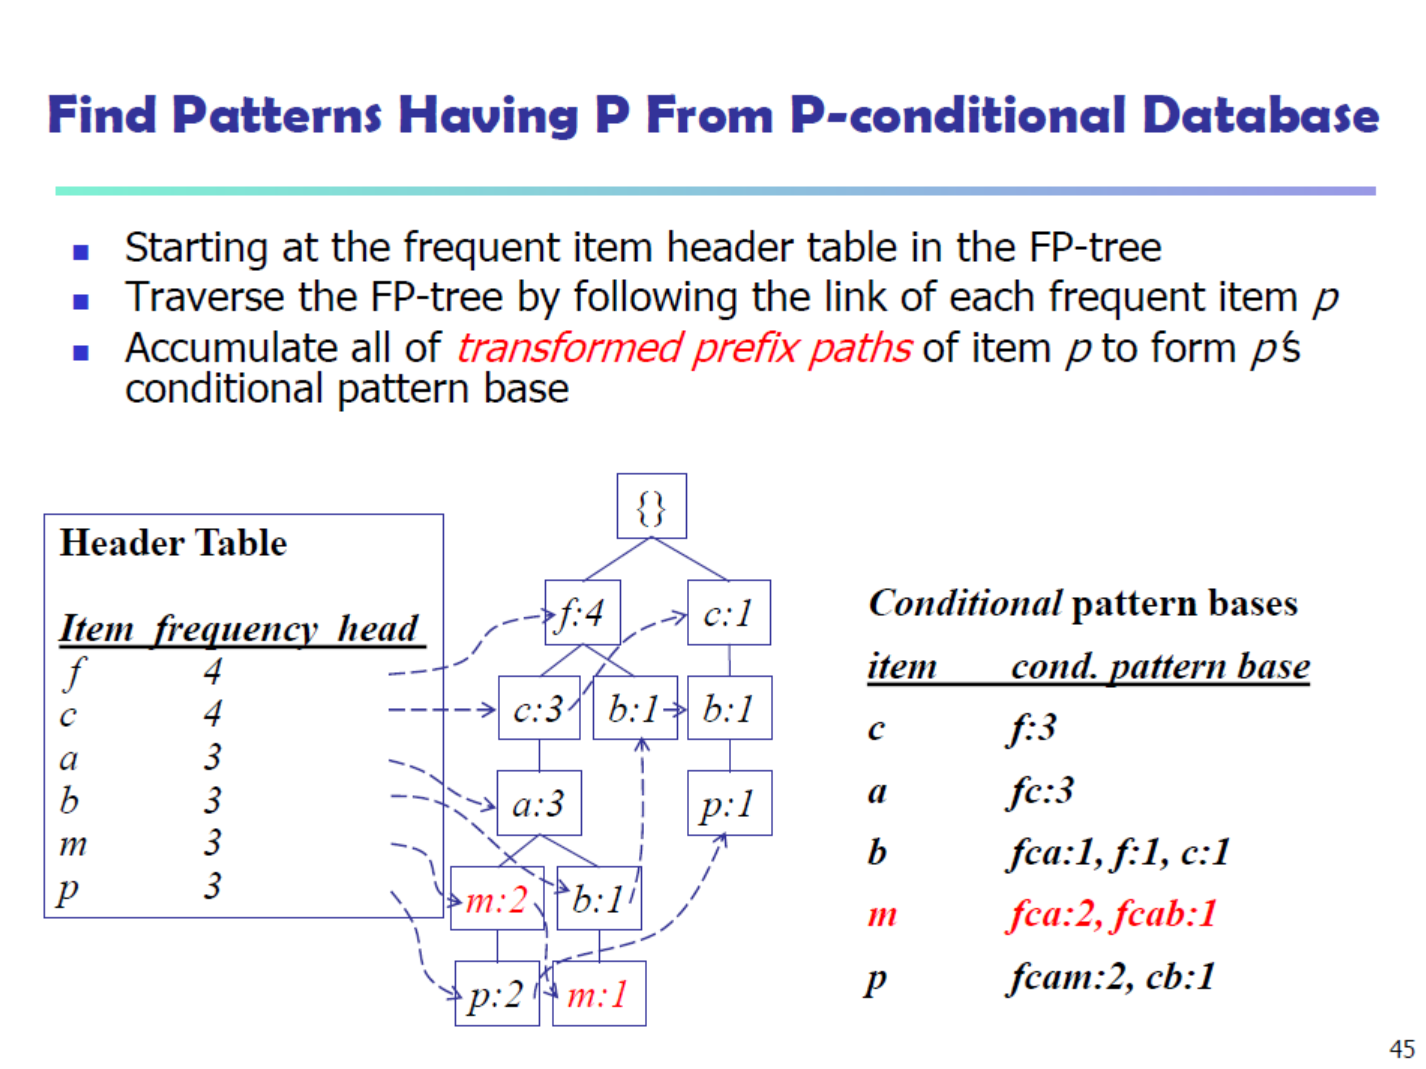 Find Patterns Having P From P-conditional Database
Starting at the frequent item header table in the FP-tree
Traverse the FP-tree by following the link of each frequent item p
Accumulate all of transformed prefix paths of item p to form p's
conditional pattern base
Header Table
Item frequency head
f 4
c 4
a 3
b 3
m 3
p 3
{}
f:4 c:1
c:3 b:1 b:1
a:3 p:1
m:2 b:1
p:2 m:1
Conditional pattern bases
item cond. pattern base
c f:3
a fc:3
b fca:1, f:1, c:1
m fca:2, fcab:1
p fcam:2, cb:1
45